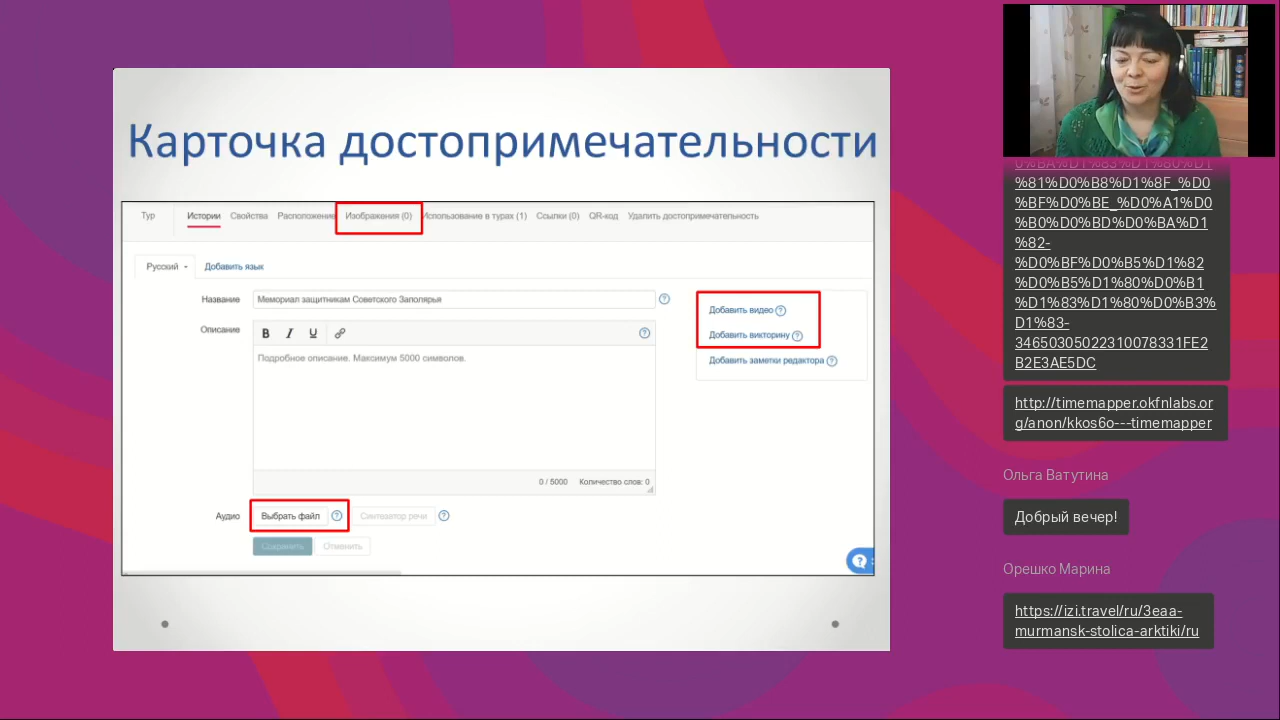 Карточка достопримечательности
Тур Истории Свойства Расположение Изображения (0) Использование в турах (1) Ссылки (0) QR-код Удалить достопримечательность
Русский Добавить язык
Название Мемориал защитникам Советского Заполярья
Описание B I U
Подробное описание. Максимум 5000 символов.
0 / 5000 Количество слов: 0
Аудио Выбрать файл Синтезатор речи
Сохранить Отменить
Добавить видео
Добавить викторину
Добавить заметки редактора
0%BA%D1%83%D1%80%D1
%81%D0%B8%D1%8F_%D0
%BF%D0%BE_%D0%A1%D0
%B0%D0%BD%D0%BA%D1
%82-
%D0%BF%D0%B5%D1%82
%D0%B5%D1%80%D0%B1
%D1%83%D1%80%D0%B3%
D1%83-
34650305022310078331FE2
B2E3AE5DC
http://timemapper.okfnlabs.or
g/anon/kkos6o---timemapper
Ольга Ватутина
Добрый вечер!
Орешко Марина
https://izi.travel/ru/3eaa-
murmansk-stolica-arktiki/ru